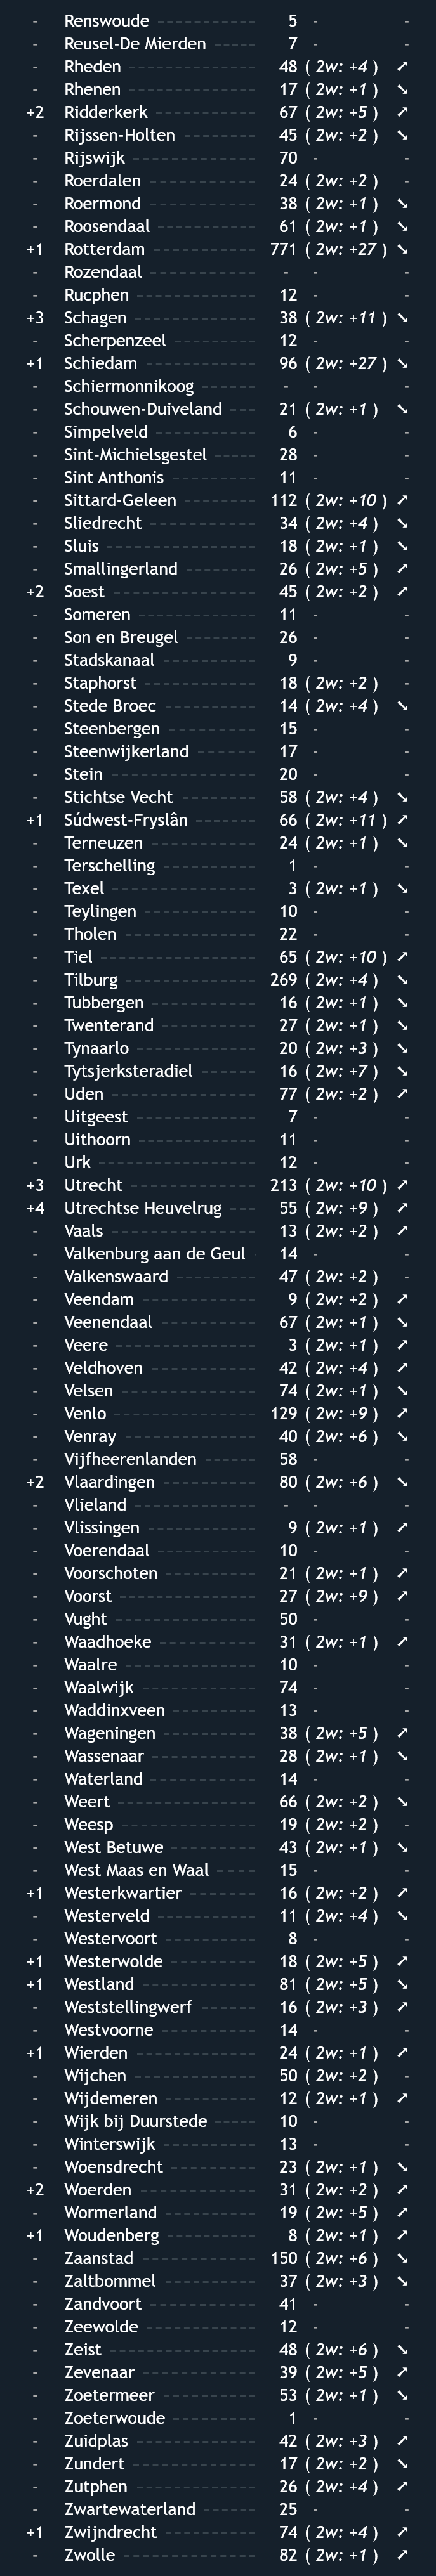 - Renswoude 5 - -
- Reusel-De Mierden 7 - -
- Rheden 48 ( 2w: +4 ) ↗
- Rhenen 17 ( 2w: +1 ) ↘
+2 Ridderkerk 67 ( 2w: +5 ) ↗
- Rijssen-Holten 45 ( 2w: +2 ) ↘
- Rijswijk 70 - -
- Roerdalen 24 ( 2w: +2 ) -
- Roermond 38 ( 2w: +1 ) ↘
- Roosendaal 61 ( 2w: +1 ) ↘
+1 Rotterdam 771 ( 2w: +27 ) ↘
- Rozendaal - - -
- Rucphen 12 - -
+3 Schagen 38 ( 2w: +11 ) ↘
- Scherpenzeel 12 - -
+1 Schiedam 96 ( 2w: +27 ) ↘
- Schiermonnikoog - - -
- Schouwen-Duiveland 21 ( 2w: +1 ) ↘
- Simpelveld 6 - -
- Sint-Michielsgestel 28 - -
- Sint Anthonis 11 - -
- Sittard-Geleen 112 ( 2w: +10 ) ↗
- Sliedrecht 34 ( 2w: +4 ) ↘
- Sluis 18 ( 2w: +1 ) ↘
- Smallingerland 26 ( 2w: +5 ) ↗
+2 Soest 45 ( 2w: +2 ) ↗
- Someren 11 - -
- Son en Breugel 26 - -
- Stadskanaal 9 - -
- Staphorst 18 ( 2w: +2 ) -
- Stede Broec 14 ( 2w: +4 ) ↘
- Steenbergen 15 - -
- Steenwijkerland 17 - -
- Stein 20 - -
- Stichtse Vecht 58 ( 2w: +4 ) ↘
+1 Súdwest-Fryslân 66 ( 2w: +11 ) ↗
- Terneuzen 24 ( 2w: +1 ) ↘
- Terschelling 1 - -
- Texel 3 ( 2w: +1 ) ↘
- Teylingen 10 - -
- Tholen 22 - -
- Tiel 65 ( 2w: +10 ) ↗
- Tilburg 269 ( 2w: +4 ) ↘
- Tubbergen 16 ( 2w: +1 ) ↘
- Twenterand 27 ( 2w: +1 ) ↘
- Tynaarlo 20 ( 2w: +3 ) ↘
- Tytsjerksteradiel 16 ( 2w: +7 ) ↘
- Uden 77 ( 2w: +2 ) ↗
- Uitgeest 7 - -
- Uithoorn 11 - -
- Urk 12 - -
+3 Utrecht 213 ( 2w: +10 ) ↗
+4 Utrechtse Heuvelrug 55 ( 2w: +9 ) ↗
- Vaals 13 ( 2w: +2 ) ↗
- Valkenburg aan de Geul 14 - -
- Valkenswaard 47 ( 2w: +2 ) -
- Veendam 9 ( 2w: +2 ) ↗
- Veenendaal 67 ( 2w: +1 ) ↘
- Veere 3 ( 2w: +1 ) ↗
- Veldhoven 42 ( 2w: +4 ) ↗
- Velsen 74 ( 2w: +1 ) ↘
- Venlo 129 ( 2w: +9 ) ↗
- Venray 40 ( 2w: +6 ) ↘
- Vijfheerenlanden 58 - -
+2 Vlaardingen 80 ( 2w: +6 ) ↘
- Vlieland - - -
- Vlissingen 9 ( 2w: +1 ) ↗
- Voerendaal 10 - -
- Voorschoten 21 ( 2w: +1 ) ↗
- Voorst 27 ( 2w: +9 ) ↗
- Vught 50 - -
- Waadhoeke 31 ( 2w: +1 ) ↗
- Waalre 10 - -
- Waalwijk 74 - -
- Waddinxveen 13 - -
- Wageningen 38 ( 2w: +5 ) ↗
- Wassenaar 28 ( 2w: +1 ) ↘
- Waterland 14 - -
- Weert 66 ( 2w: +2 ) ↘
- Weesp 19 ( 2w: +2 ) -
- West Betuwe 43 ( 2w: +1 ) ↘
- West Maas en Waal 15 - -
+1 Westerkwartier 16 ( 2w: +2 ) ↗
- Westerveld 11 ( 2w: +4 ) ↘
- Westervoort 8 - -
+1 Westerwolde 18 ( 2w: +5 ) ↗
+1 Westland 81 ( 2w: +5 ) ↘
- Weststellingwerf 16 ( 2w: +3 ) ↗
- Westvoorne 14 - -
+1 Wierden 24 ( 2w: +1 ) ↗
- Wijchen 50 ( 2w: +2 ) -
- Wijdemeren 12 ( 2w: +1 ) ↗
- Wijk bij Duurstede 10 - -
- Winterswijk 13 - -
- Woensdrecht 23 ( 2w: +1 ) ↘
+2 Woerden 31 ( 2w: +2 ) ↗
- Wormerland 19 ( 2w: +5 ) ↗
+1 Woudenberg 8 ( 2w: +1 ) ↗
- Zaanstad 150 ( 2w: +6 ) ↘
- Zaltbommel 37 ( 2w: +3 ) ↘
- Zandvoort 41 - -
- Zeewolde 12 - -
- Zeist 48 ( 2w: +6 ) ↘
- Zevenaar 39 ( 2w: +5 ) ↗
- Zoetermeer 53 ( 2w: +1 ) ↘
- Zoeterwoude 1 - -
- Zuidplas 42 ( 2w: +3 ) ↗
- Zundert 17 ( 2w: +2 ) ↘
- Zutphen 26 ( 2w: +4 ) ↗
- Zwartewaterland 25 - -
+1 Zwijndrecht 74 ( 2w: +4 ) ↗
- Zwolle 82 ( 2w: +1 ) ↗